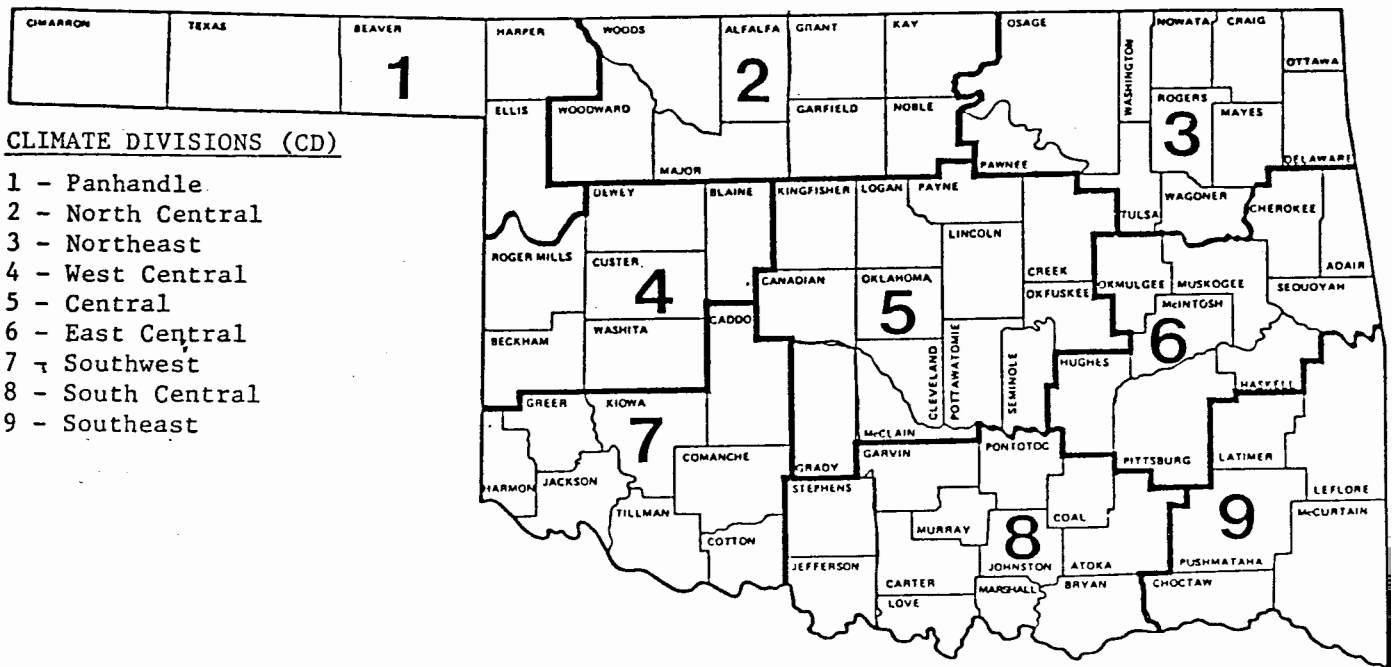 CIMARRON TEXAS BEAVER HARPER WOODS ALFALFA GRANT KAY OSAGE NOWATA CRAIG
OTTAWA
WASHINGTON
1 2 3
ELLIS WOODWARD GARFIELD NOBLE ROGERS MAYES
MAJOR PAWNEE DELAWARE
CLIMATE DIVISIONS (CD)
1 - Panhandle
2 - North Central
3 - Northeast
4 - West Central
5 - Central
6 - East Central
7 - Southwest
8 - South Central
9 - Southeast
DEWEY BLAINE KINGFISHER LOGAN PAYNE WAGONER
TULSA CHEROKEE
LINCOLN
ROGER MILLS CUSTER CANADIAN OKLAHOMA CREEK OKMULGEE MUSKOGEE ADAIR
OKFUSKEE SEQUOYAH
4 5 6
McINTOSH
WASHITA CADDO
BECKHAM CLEVELAND POTTAWATOMIE SEMINOLE HUGHES HASKELL
GREER KIOWA McCLAIN
7
COMANCHE GRADY GARVIN PONTOTOC PITTSBURG LATIMER
HARMON JACKSON STEPHENS LEFLORE
TILLMAN COAL McCURTAIN
MURRAY 8 9
COTTON JEFFERSON JOHNSTON ATOKA PUSHMATAHA
CARTER MARSHALL BRYAN CHOCTAW
LOVE